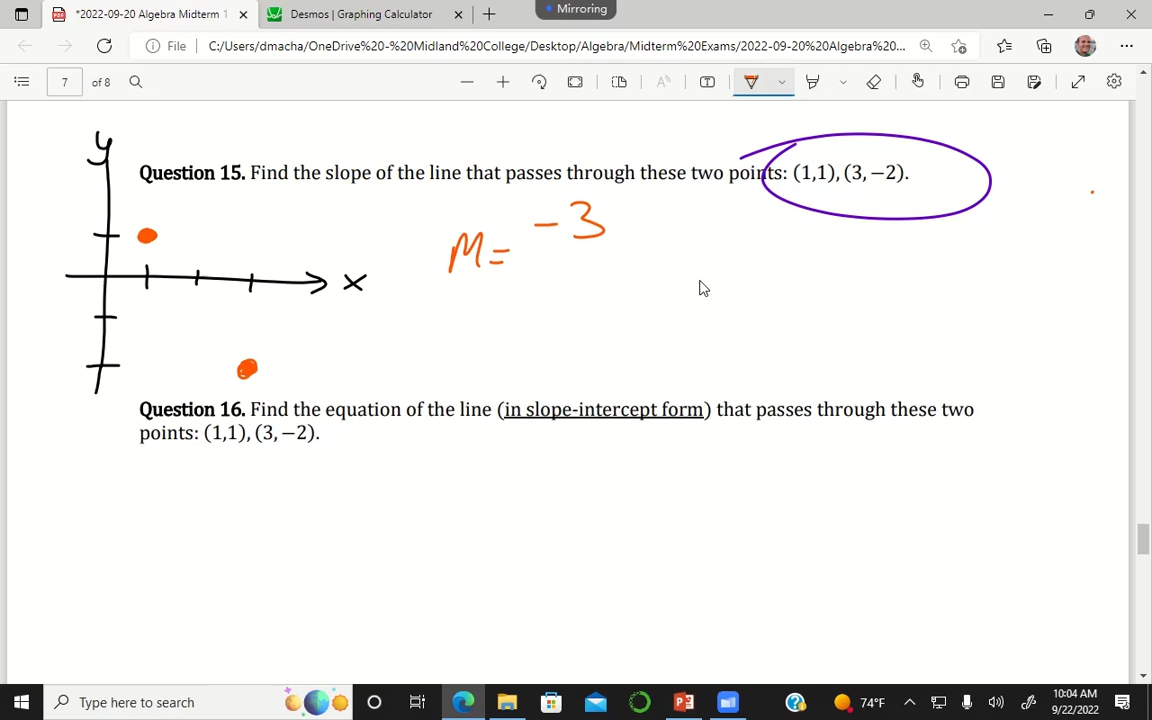 Mirroring
*2022-09-20 Algebra Midterm 1
Desmos | Graphing Calculator
File
C:/Users/dmacha/OneDrive%20-%20Midland%20College/Desktop/Algebra/Midterm%20Exams/2022-09-20%20Algebra%20...
7 of 8
y
Question 15. Find the slope of the line that passes through these two points: (1,1), (3, −2).
M= -3
x
Question 16. Find the equation of the line (in slope-intercept form) that passes through these two
points: (1,1), (3, −2).
Type here to search
74°F
10:04 AM
9/22/2022